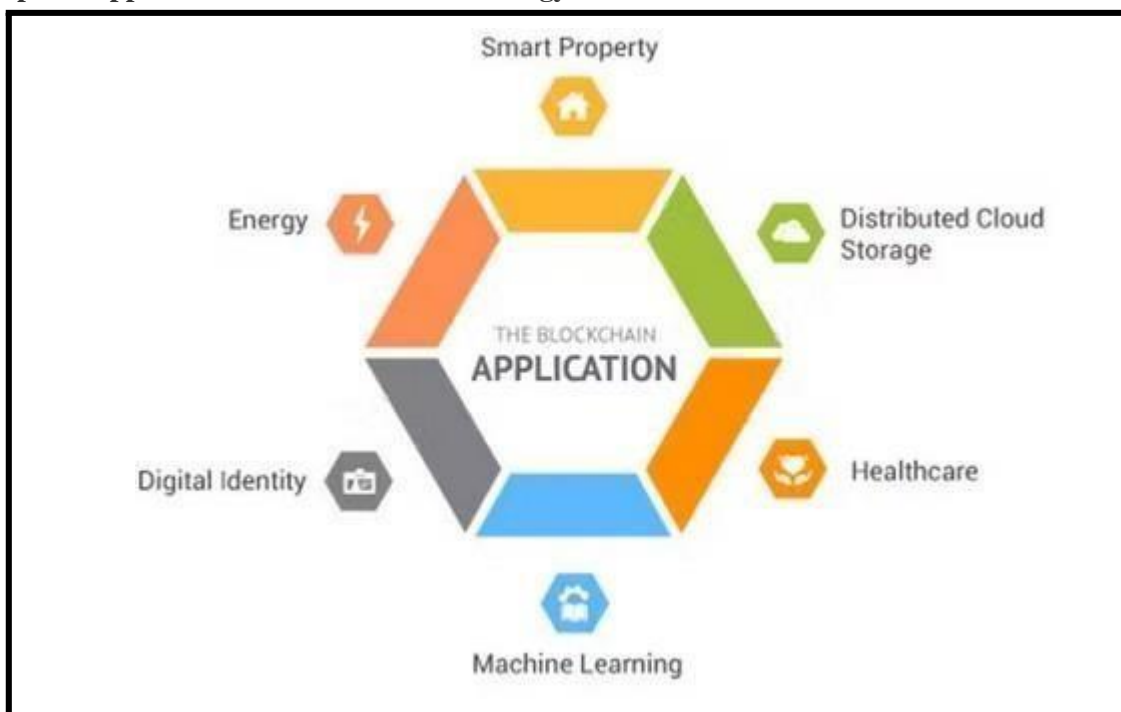 Smart Property
Energy
Distributed Cloud
Storage
THE BLOCKCHAIN
APPLICATION
Digital Identity
Healthcare
Machine Learning